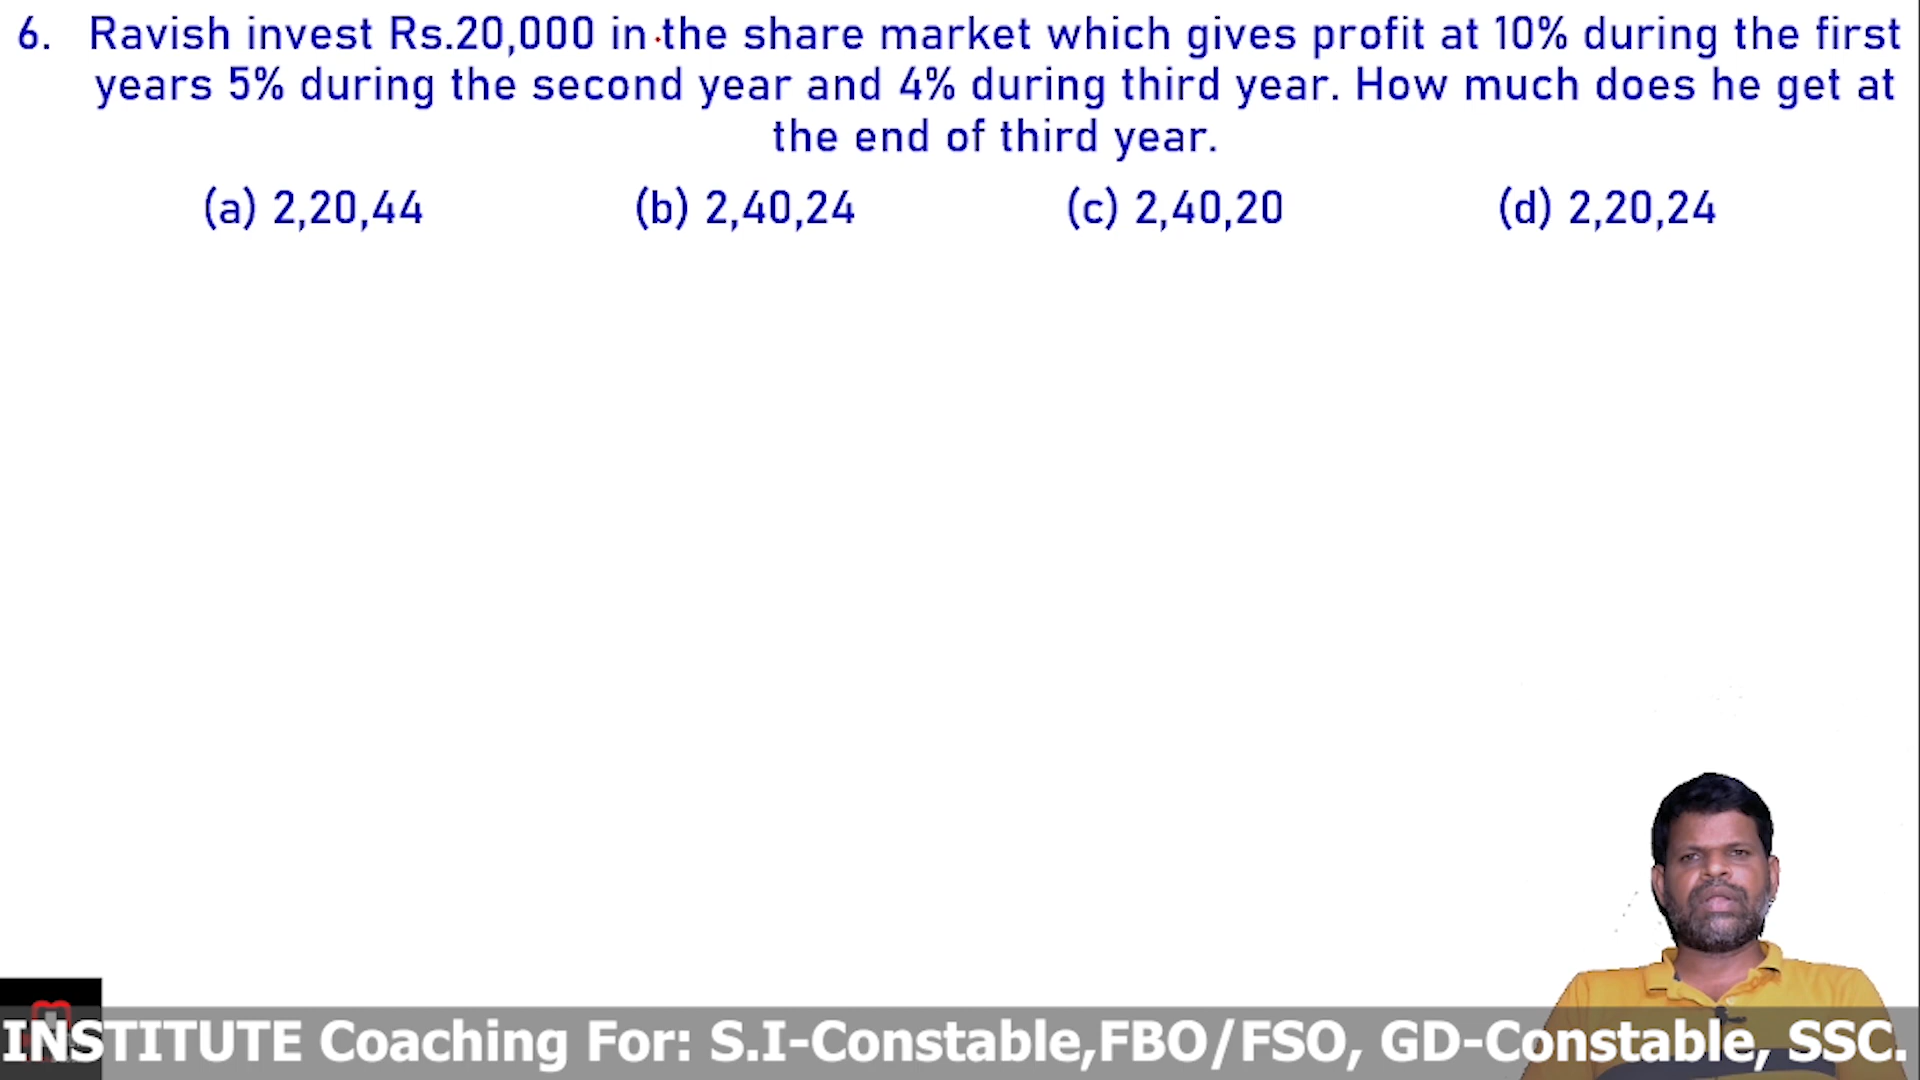 6. Ravish invest Rs.20,000 in the share market which gives profit at 10% during the first
years 5% during the second year and 4% during third year. How much does he get at
the end of third year.
(a) 2,20,44 (b) 2,40,24 (c) 2,40,20 (d) 2,20,24
INSTITUTE Coaching For: S.I-Constable,FBO/FSO, GD-Constable, SSC.